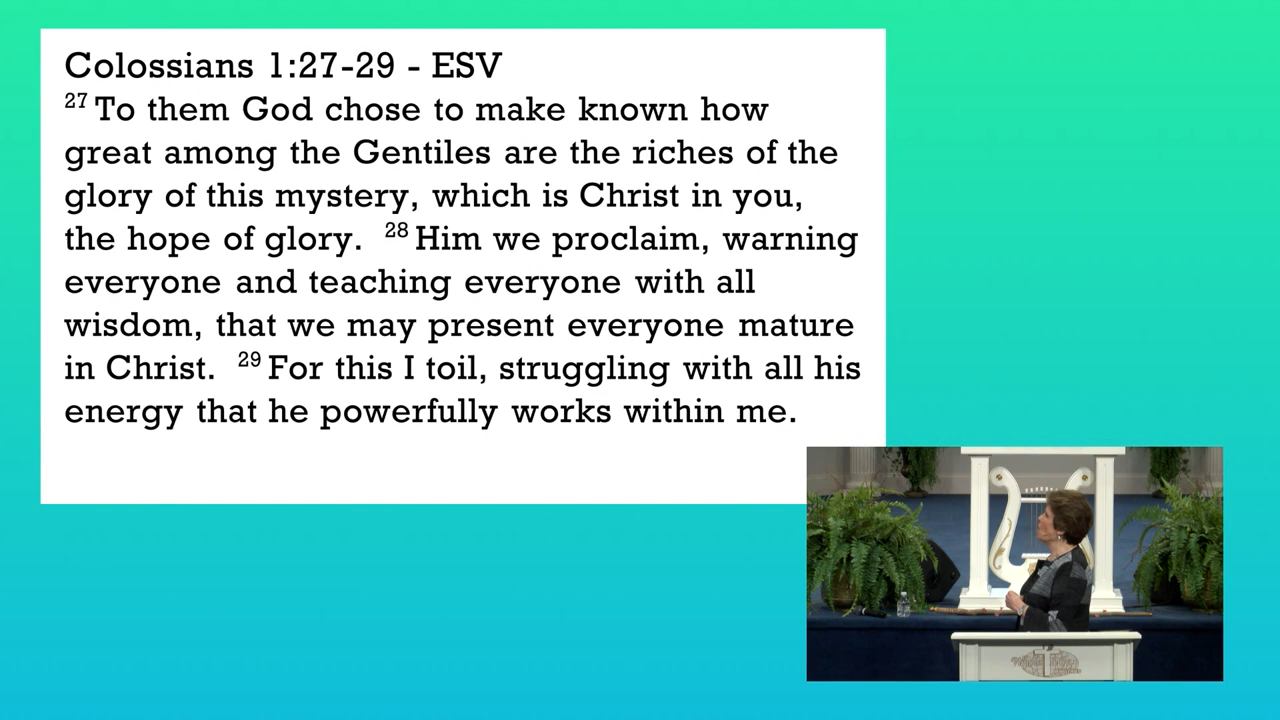 Colossians 1:27-29 - ESV
27 To them God chose to make known how
great among the Gentiles are the riches of the
glory of this mystery, which is Christ in you,
the hope of glory. 28 Him we proclaim, warning
everyone and teaching everyone with all
wisdom, that we may present everyone mature
in Christ. 29 For this I toil, struggling with all his
energy that he powerfully works within me.